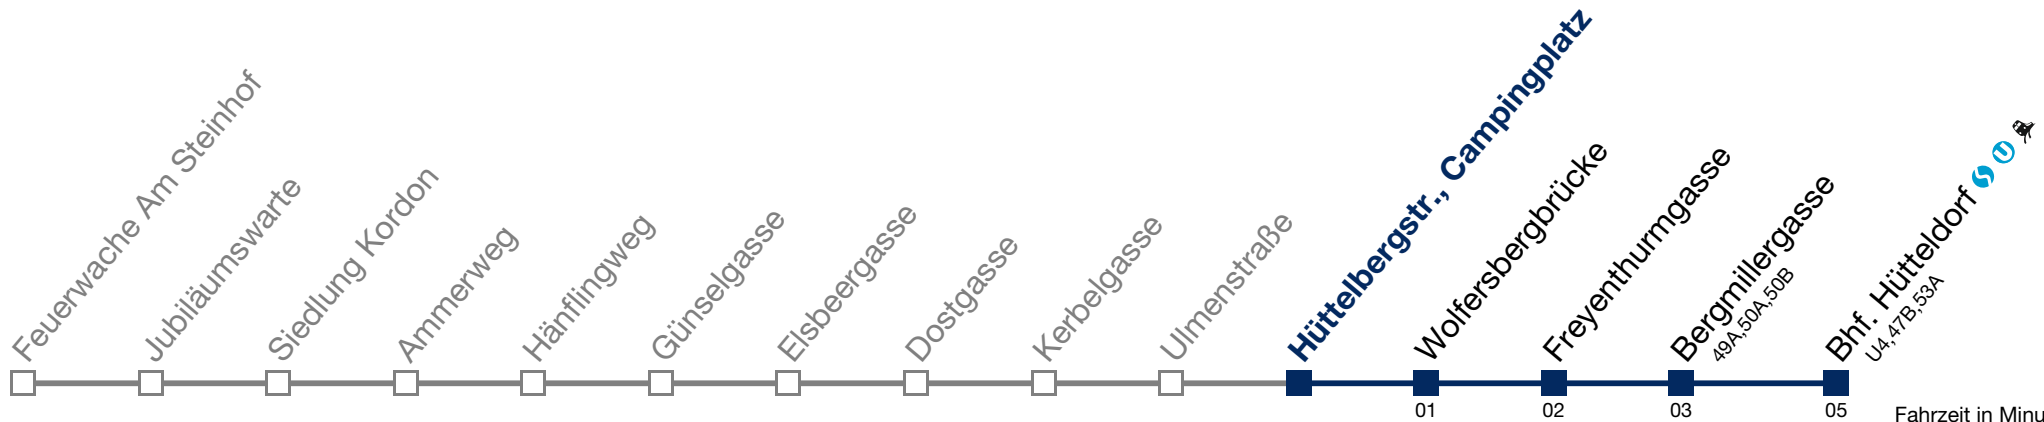 Feuerwache Am Steinhof
Jubiläumswarte
Siedlung Kordon
Ammerweg
Hänflingweg
Günselgasse
Elsbeergasse
Dostgasse
Kerbelgasse
Ulmenstraße
Hüttelbergstr., Campingplatz
Wolfersbergbrücke
Freyenthurmgasse
Bergmillergasse
49A,50A,50B
Bhf. Hütteldorf
U4,47B,53A
01
02
03
05
Fahrzeit in Minu